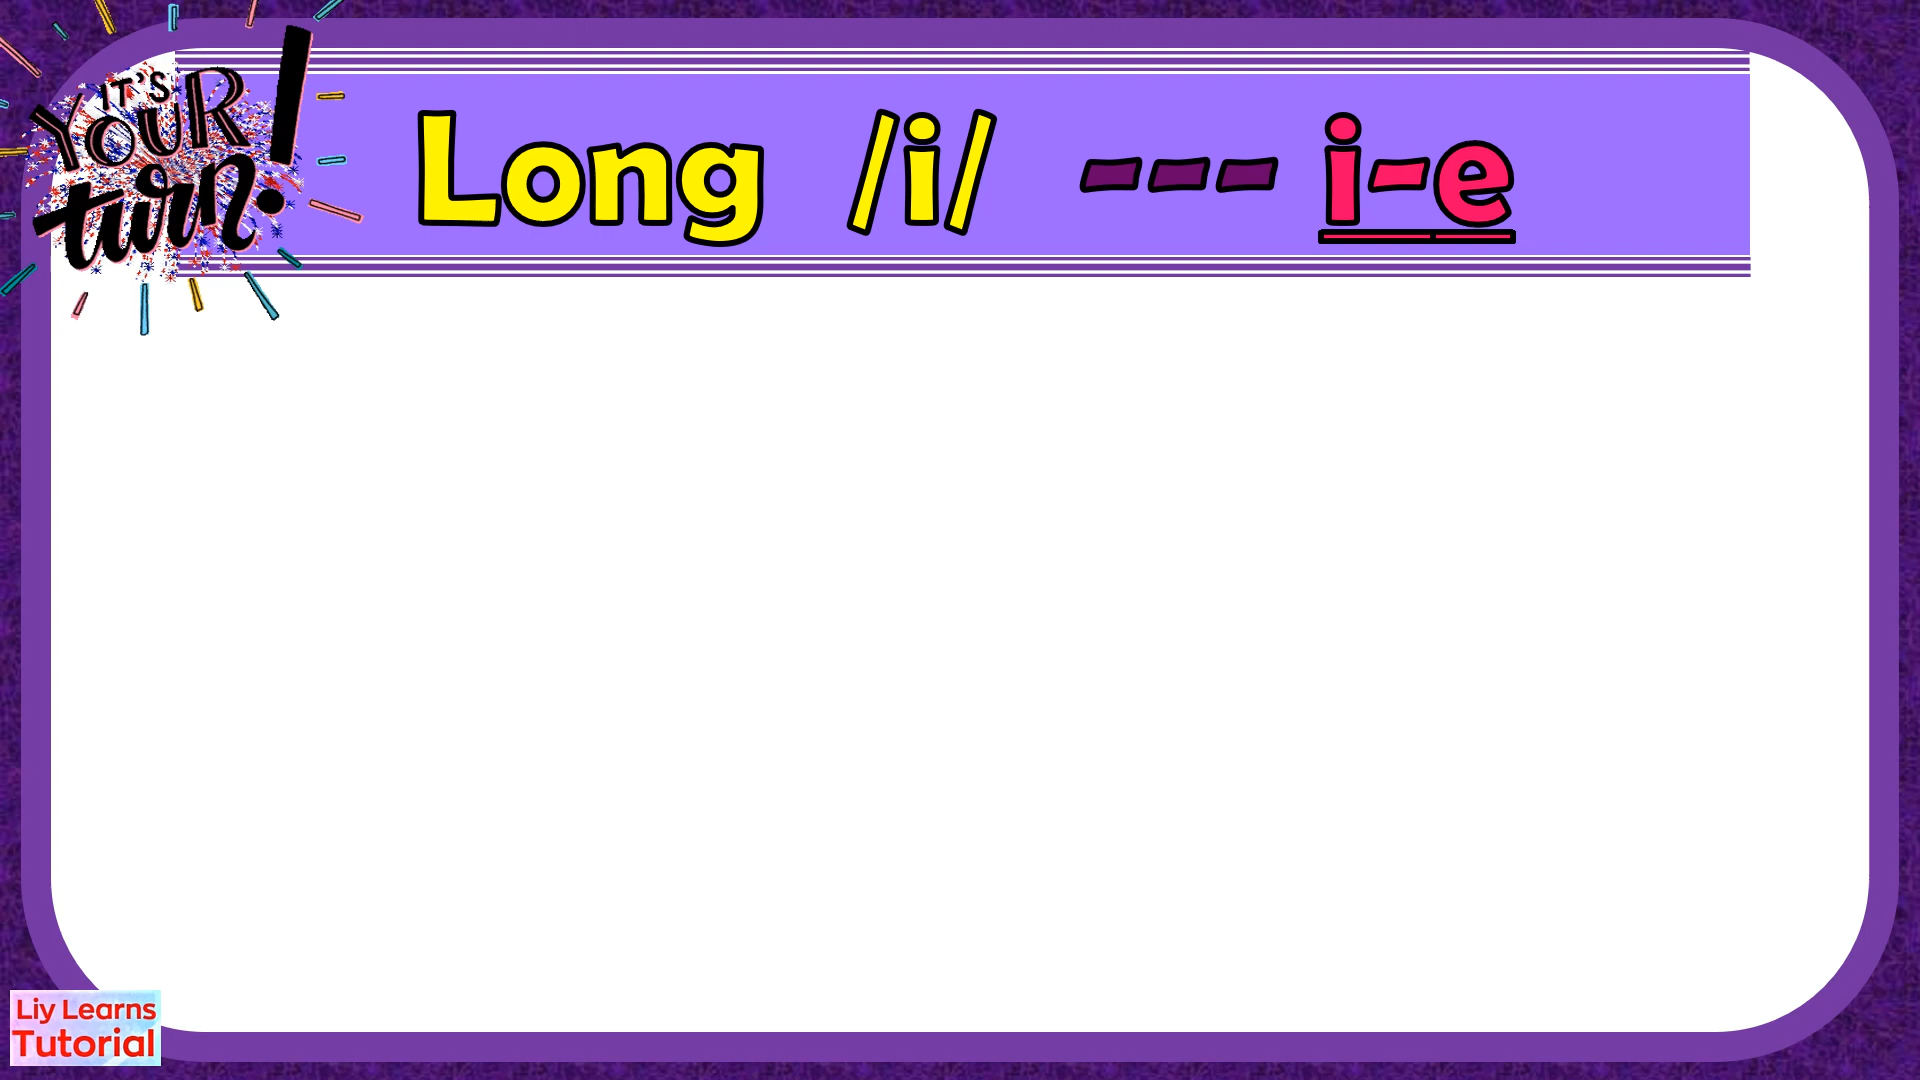 IT'S
YOUR
turn!
Long /i/ --- i-e
Liy Learns
Tutorial